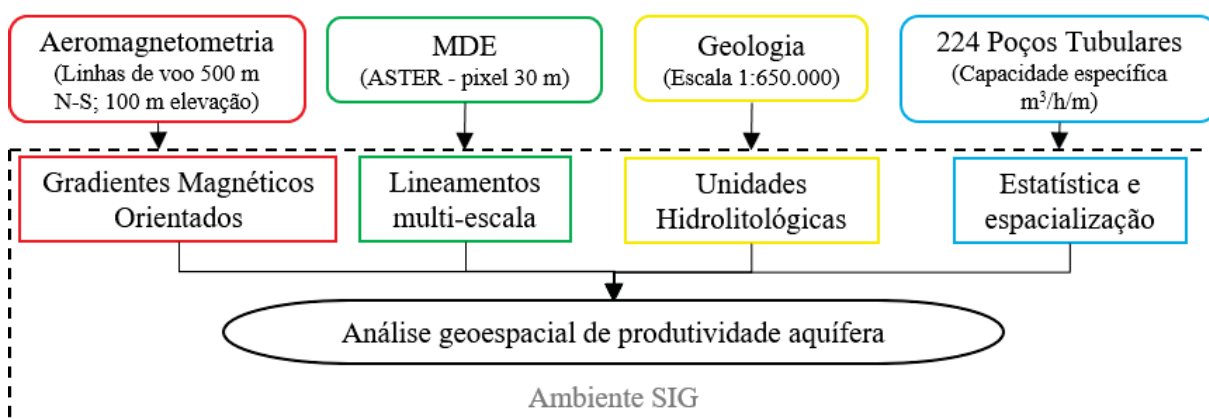 Aeromagnetometria
(Linhas de voo 500 m
N-S; 100 m elevação)
MDE
(ASTER - pixel 30 m)
Geologia
(Escala 1:650.000)
224 Poços Tubulares
(Capacidade específica
m³/h/m)
Gradientes Magnéticos
Orientados
Lineamentos
multi-escala
Unidades
Hidrolitológicas
Estatística e
espacialização
Análise geoespacial de produtividade aquífera
Ambiente SIG